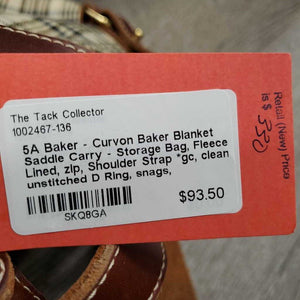 The Tack Collector
1002467-136
5A Baker - Curvon Baker Blanket
Saddle Carry - Storage Bag, Fleece
Lined, zip, Shoulder Strap *gc, clean
unstitched D Ring, snags,
$93.50
SKQ8GA
Retail (New) Price
is $ 330